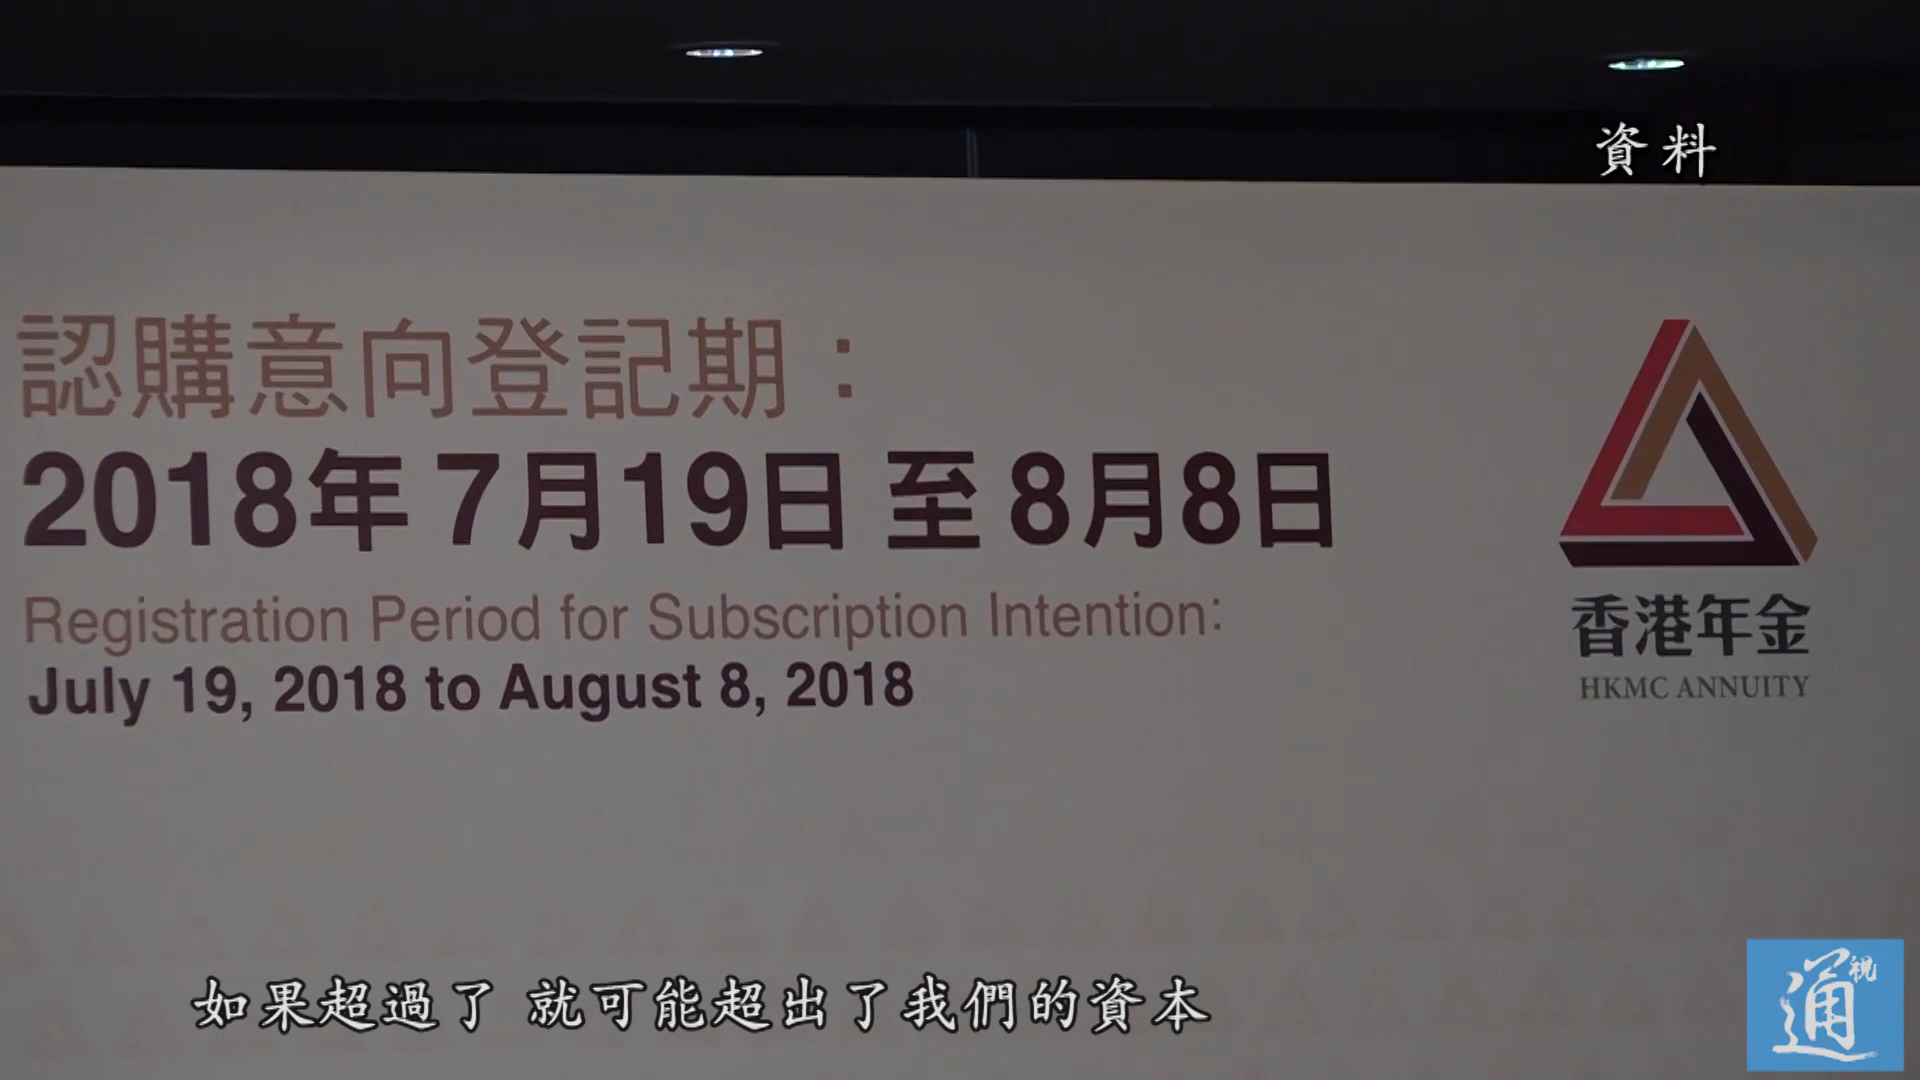 資料
認購意向登記期：
2018年 7月19日 至 8月8日
Registration Period for Subscription Intention:
July 19, 2018 to August 8, 2018
香港年金
HKMC ANNUITY
如果超過了 就可能超出了我們的資本
通視